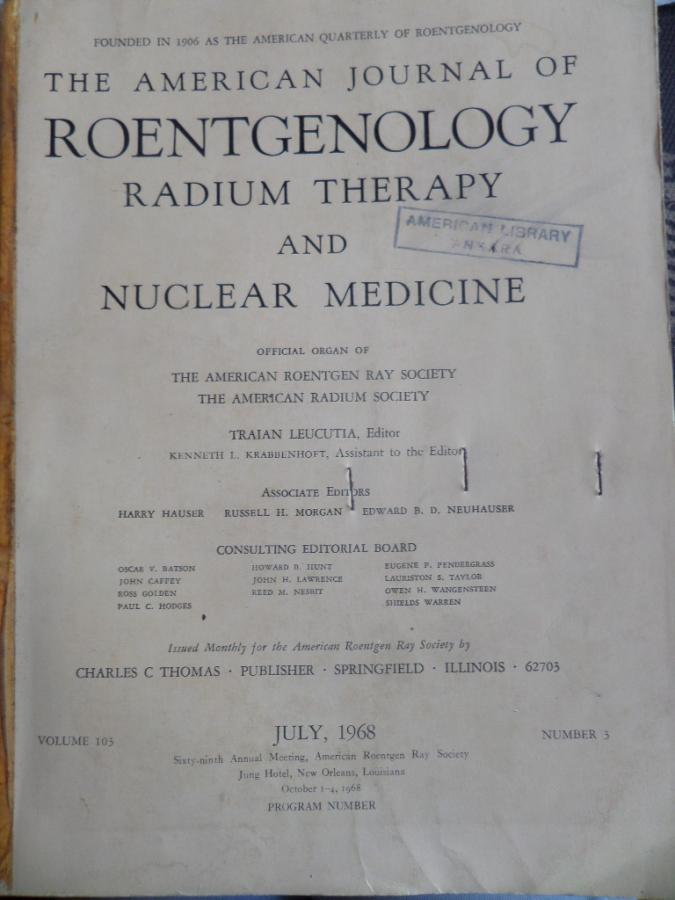 FOUNDED IN 1906 AS THE AMERICAN QUARTERLY OF ROENTGENOLOGY
THE AMERICAN JOURNAL OF
ROENTGENOLOGY
RADIUM THERAPY
AND
NUCLEAR MEDICINE
AMERICAN LIBRARY
ANKARA
OFFICIAL ORGAN OF
THE AMERICAN ROENTGEN RAY SOCIETY
THE AMERICAN RADIUM SOCIETY
TRAIAN LEUCUTIA, Editor
KENNETH L. KRABBENHOFT, Assistant to the Editor
ASSOCIATE EDITORS
HARRY HAUSER RUSSELL H. MORGAN EDWARD B. D. NEUHAUSER
CONSULTING EDITORIAL BOARD
OSCAR V. BATSON HOWARD B. HUNT EUGENE P. PENDERGRASS
JOHN CAFFEY JOHN H. LAWRENCE LAURISTON S. TAYLOR
ROSS GOLDEN REED M. NESBIT OWEN H. WANGENSTEEN
PAUL C. HODGES SHIELDS WARREN
Issued Monthly for the American Roentgen Ray Society by
CHARLES C THOMAS · PUBLISHER · SPRINGFIELD · ILLINOIS · 62703
VOLUME 103 JULY, 1968 NUMBER 3
Sixty-ninth Annual Meeting, American Roentgen Ray Society
Jung Hotel, New Orleans, Louisiana
October 1–4, 1968
PROGRAM NUMBER